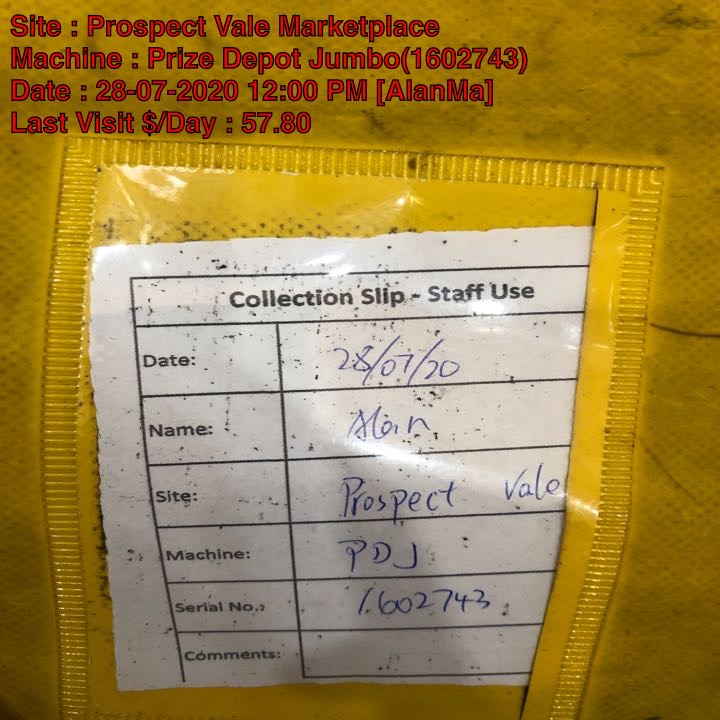 Site : Prospect Vale Marketplace
Machine : Prize Depot Jumbo(1602743)
Date : 28-07-2020 12:00 PM [AlanMa]
Last Visit $/Day : 57.80
Collection Slip - Staff Use
Date: 28/07/20
Name: Alan
Site: Prospect Vale
Machine: PDJ
Serial No.: 1602743
Comments: